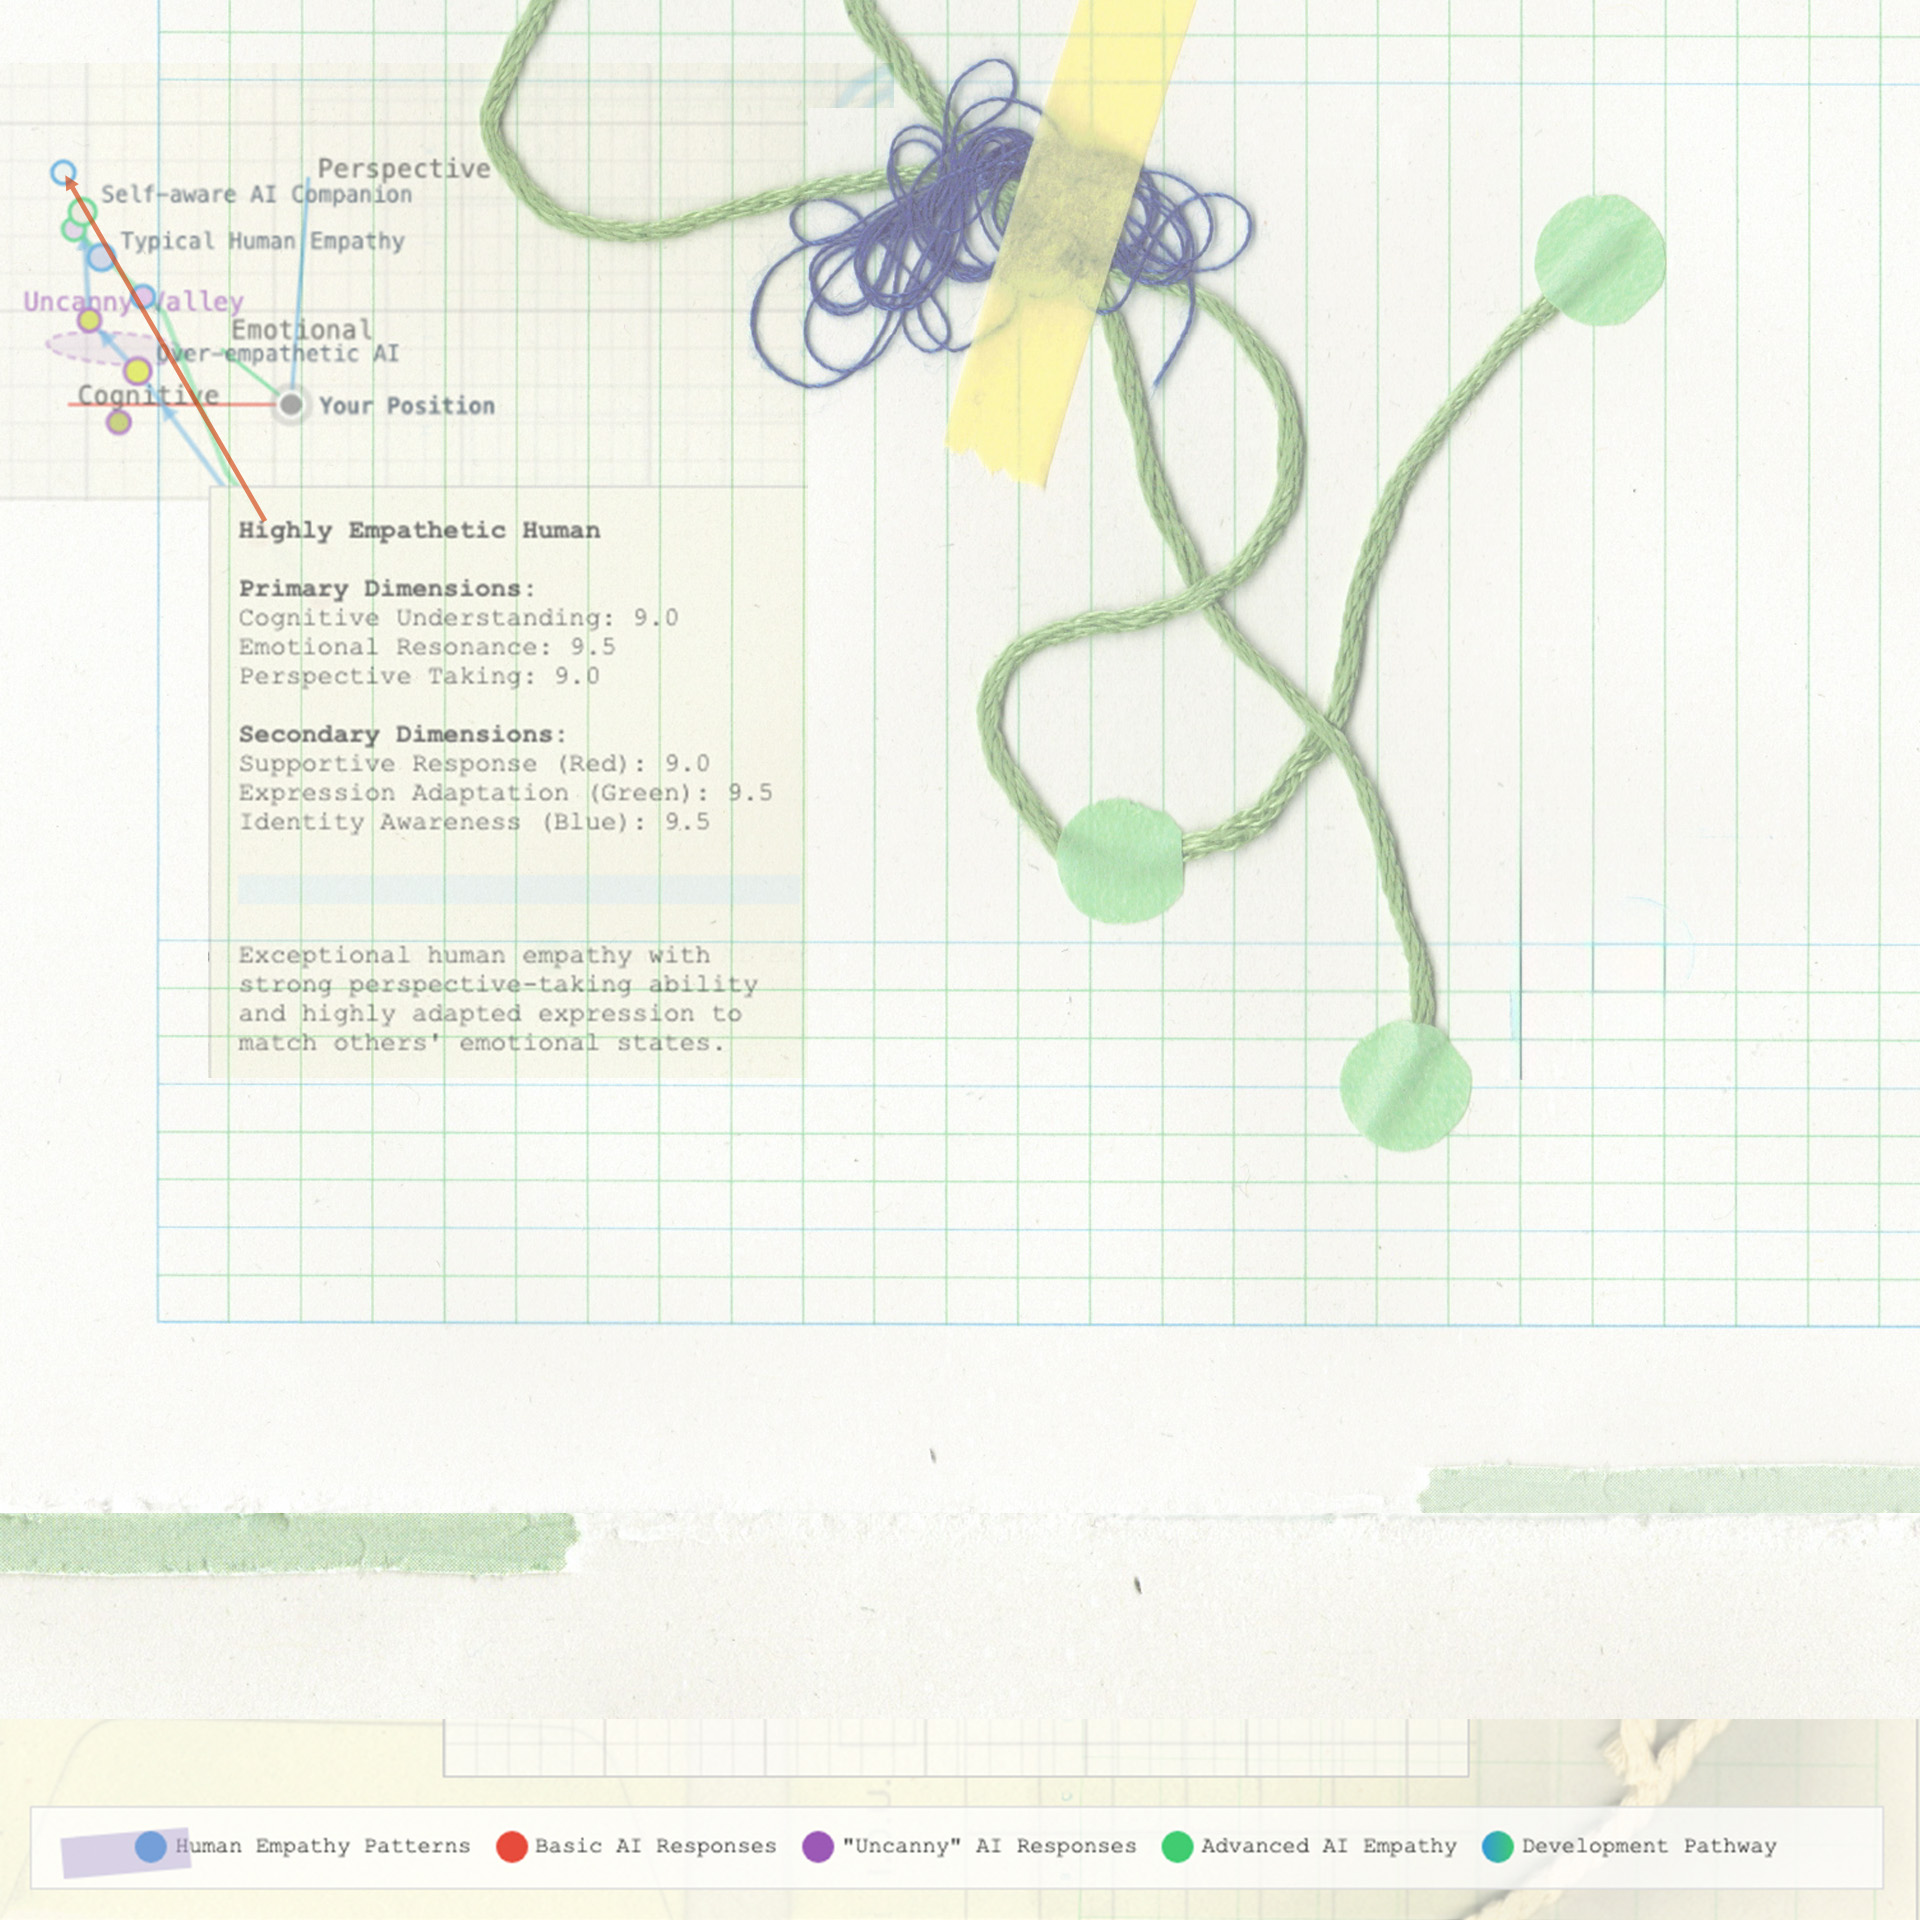 Perspective
Self-aware AI Companion
Typical Human Empathy
Uncanny Valley
Emotional
Over-empathetic AI
Cognitive
Your Position
Highly Empathetic Human
Primary Dimensions:
Cognitive Understanding: 9.0
Emotional Resonance: 9.5
Perspective Taking: 9.0
Secondary Dimensions:
Supportive Response (Red): 9.0
Expression Adaptation (Green): 9.5
Identity Awareness (Blue): 9.5
Exceptional human empathy with
strong perspective-taking ability
and highly adapted expression to
match others' emotional states.
Human Empathy Patterns
Basic AI Responses
"Uncanny" AI Responses
Advanced AI Empathy
Development Pathway